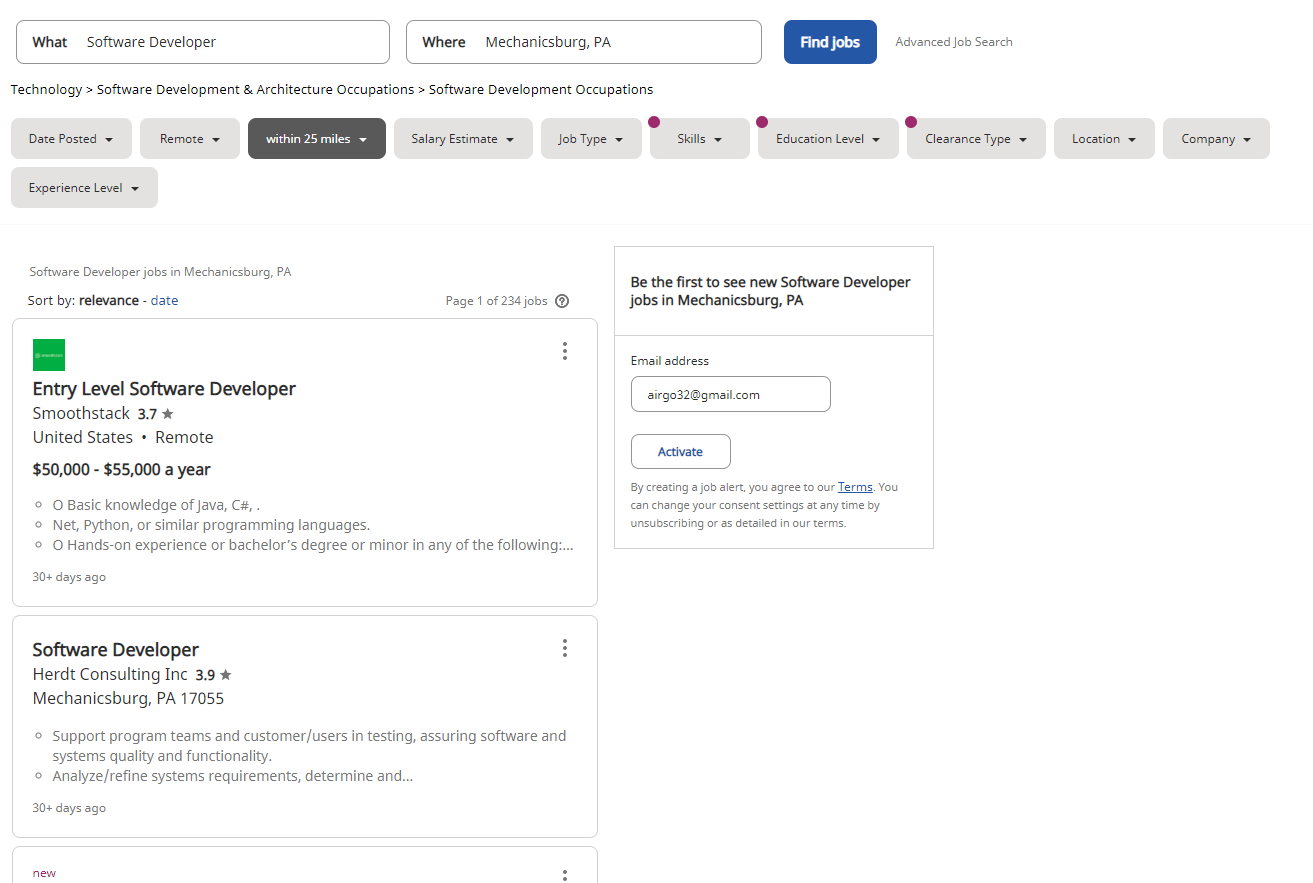 What Software Developer
Where Mechanicsburg, PA
Find jobs
Advanced Job Search
Technology > Software Development & Architecture Occupations > Software Development Occupations
Date Posted
Remote
within 25 miles
Salary Estimate
Job Type
Skills
Education Level
Clearance Type
Location
Company
Experience Level
Software Developer jobs in Mechanicsburg, PA
Sort by: relevance - date
Page 1 of 234 jobs ?
Entry Level Software Developer
Smoothstack 3.7 ★
United States • Remote
$50,000 - $55,000 a year
O Basic knowledge of Java, C#, .
Net, Python, or similar programming languages.
O Hands-on experience or bachelor's degree or minor in any of the following:...
30+ days ago
Software Developer
Herdt Consulting Inc 3.9 ★
Mechanicsburg, PA 17055
Support program teams and customer/users in testing, assuring software and
systems quality and functionality.
Analyze/refine systems requirements, determine and...
30+ days ago
new
Be the first to see new Software Developer
jobs in Mechanicsburg, PA
Email address
airgo32@gmail.com
Activate
By creating a job alert, you agree to our Terms. You
can change your consent settings at any time by
unsubscribing or as detailed in our terms.